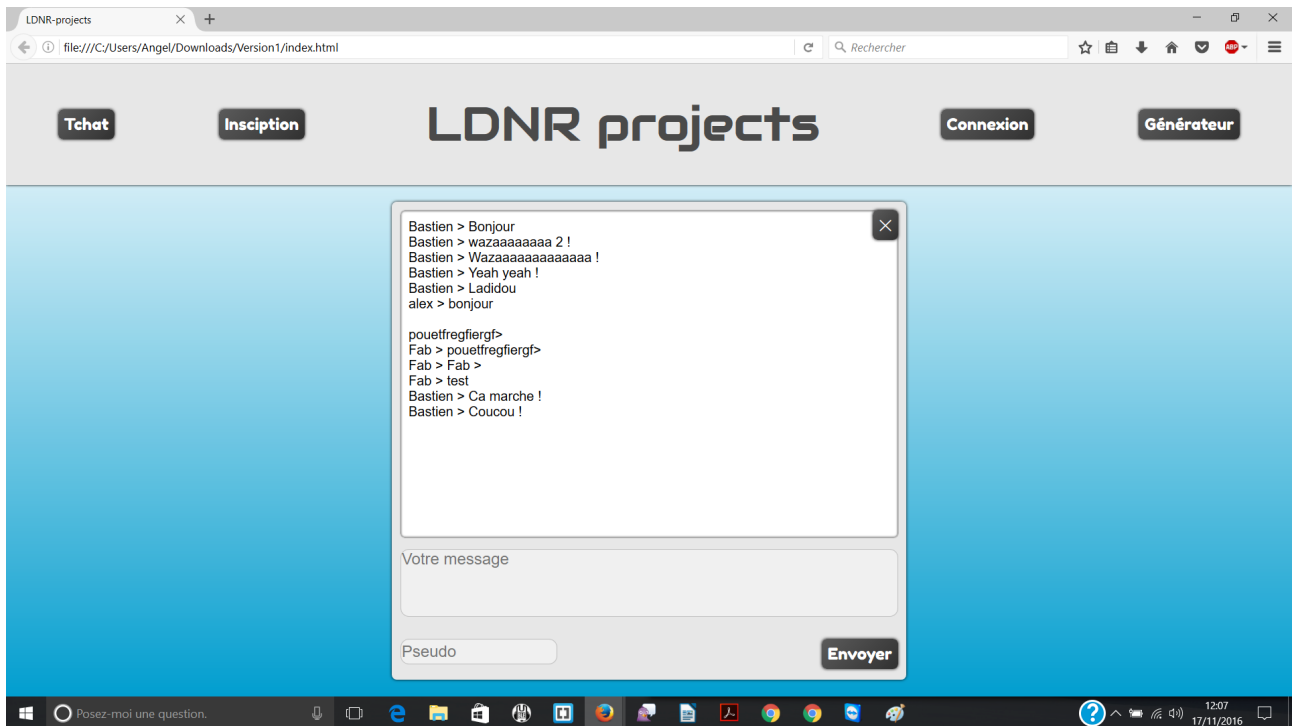 LDNR-projects
file:///C:/Users/Angel/Downloads/Version1/index.html
Rechercher
ABP
Tchat
Insciption
LDNR projects
Connexion
Générateur
Bastien > Bonjour
Bastien > wazaaaaaaaa 2 !
Bastien > Wazaaaaaaaaaaaaa !
Bastien > Yeah yeah !
Bastien > Ladidou
alex > bonjour
pouetfregfiergf>
Fab > pouetfregfiergf>
Fab > Fab >
Fab > test
Bastien > Ca marche !
Bastien > Coucou !
Votre message
Pseudo
Envoyer
Posez-moi une question.
12:07
17/11/2016